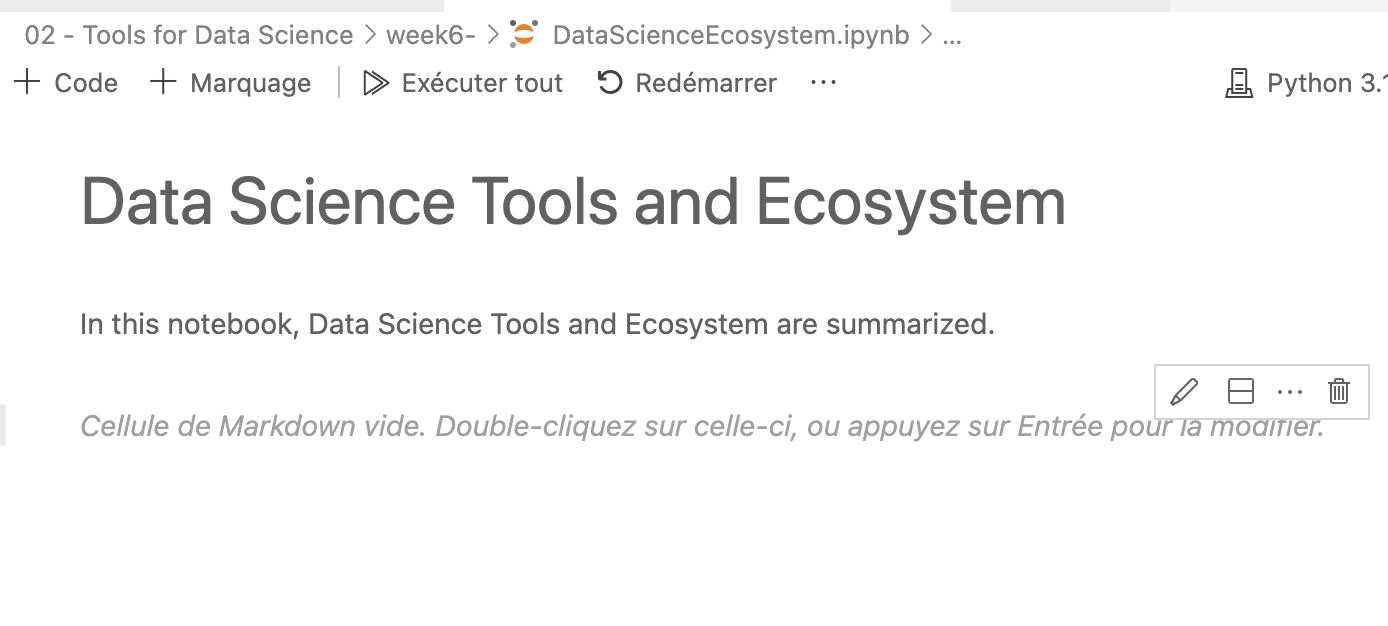 02 - Tools for Data Science > week6- > DataScienceEcosystem.ipynb > ...
+ Code + Marquage | Exécuter tout Redémarrer ... Python 3.
Data Science Tools and Ecosystem
In this notebook, Data Science Tools and Ecosystem are summarized.
Cellule de Markdown vide. Double-cliquez sur celle-ci, ou appuyez sur Entrée pour la modifier.